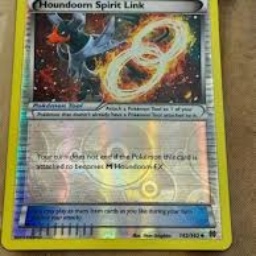 Houndoom Spirit Link
Pokémon Tool
Attach a Pokémon Tool to 1 of your
Pokémon that doesn't already have a Pokémon Tool attached to it.
Your turn does not end if the Pokémon this card is
attached to becomes M Houndoom-EX.
You may play as many Item cards as you like during your turn